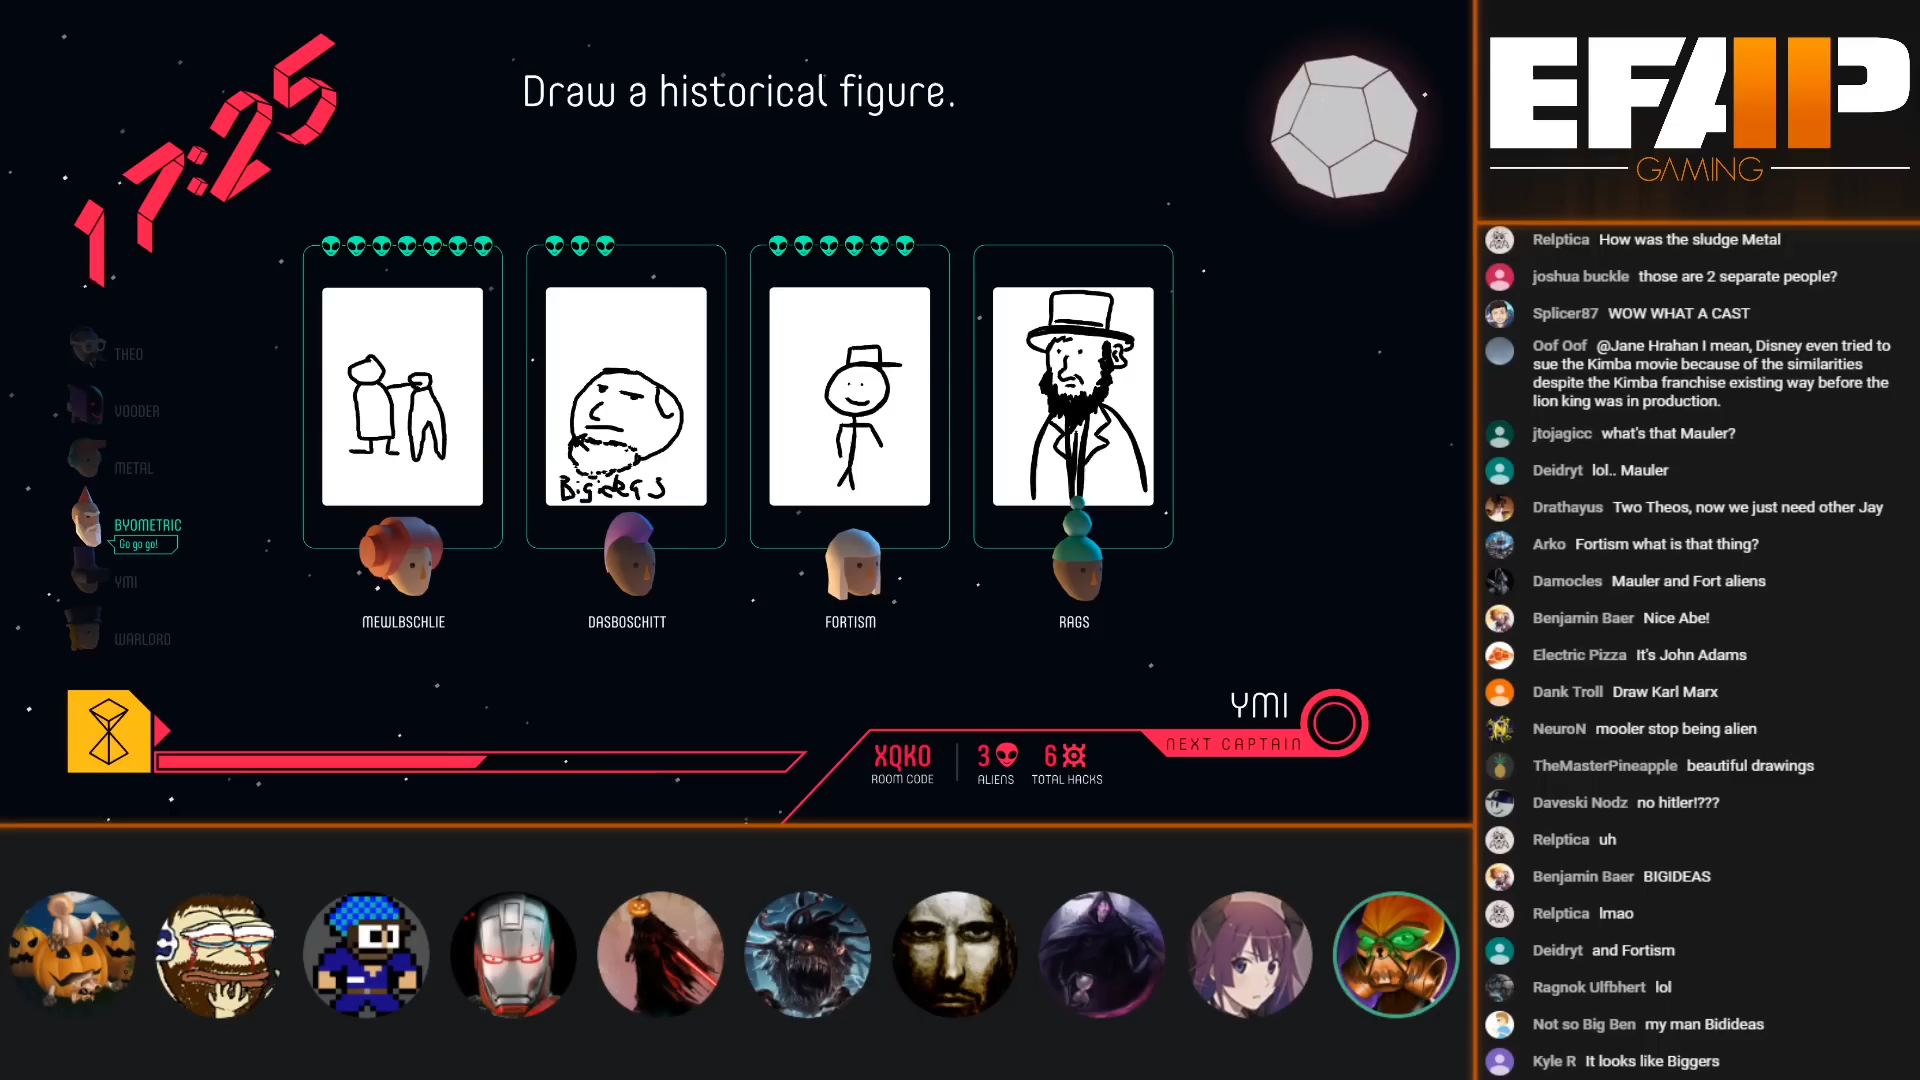 17:25
Draw a historical figure.
THEO
VOODER
METAL
BYOMETRIC
Go go go!
YMI
WARLORD
Bigideas
MEWLBSCHLIE
DASBOSCHITT
FORTISM
RAGS
XQKO
ROOM CODE
3
ALIENS
6
TOTAL HACKS
YMI
NEXT CAPTAIN
EFAP
GAMING
Relptica How was the sludge Metal
joshua buckle those are 2 separate people?
Splicer87 WOW WHAT A CAST
Oof Oof @Jane Hrahan I mean, Disney even tried to
sue the Kimba movie because of the similarities
despite the Kimba franchise existing way before the
lion king was in production.
jtojagicc what's that Mauler?
Deidryt lol.. Mauler
Drathayus Two Theos, now we just need other Jay
Arko Fortism what is that thing?
Damocles Mauler and Fort aliens
Benjamin Baer Nice Abe!
Electric Pizza It's John Adams
Dank Troll Draw Karl Marx
NeuroN mooler stop being alien
TheMasterPineapple beautiful drawings
Daveski Nodz no hitler!???
Relptica uh
Benjamin Baer BIGIDEAS
Relptica lmao
Deidryt and Fortism
Ragnok Ulfbhert lol
Not so Big Ben my man Bidideas
Kyle R It looks like Biggers